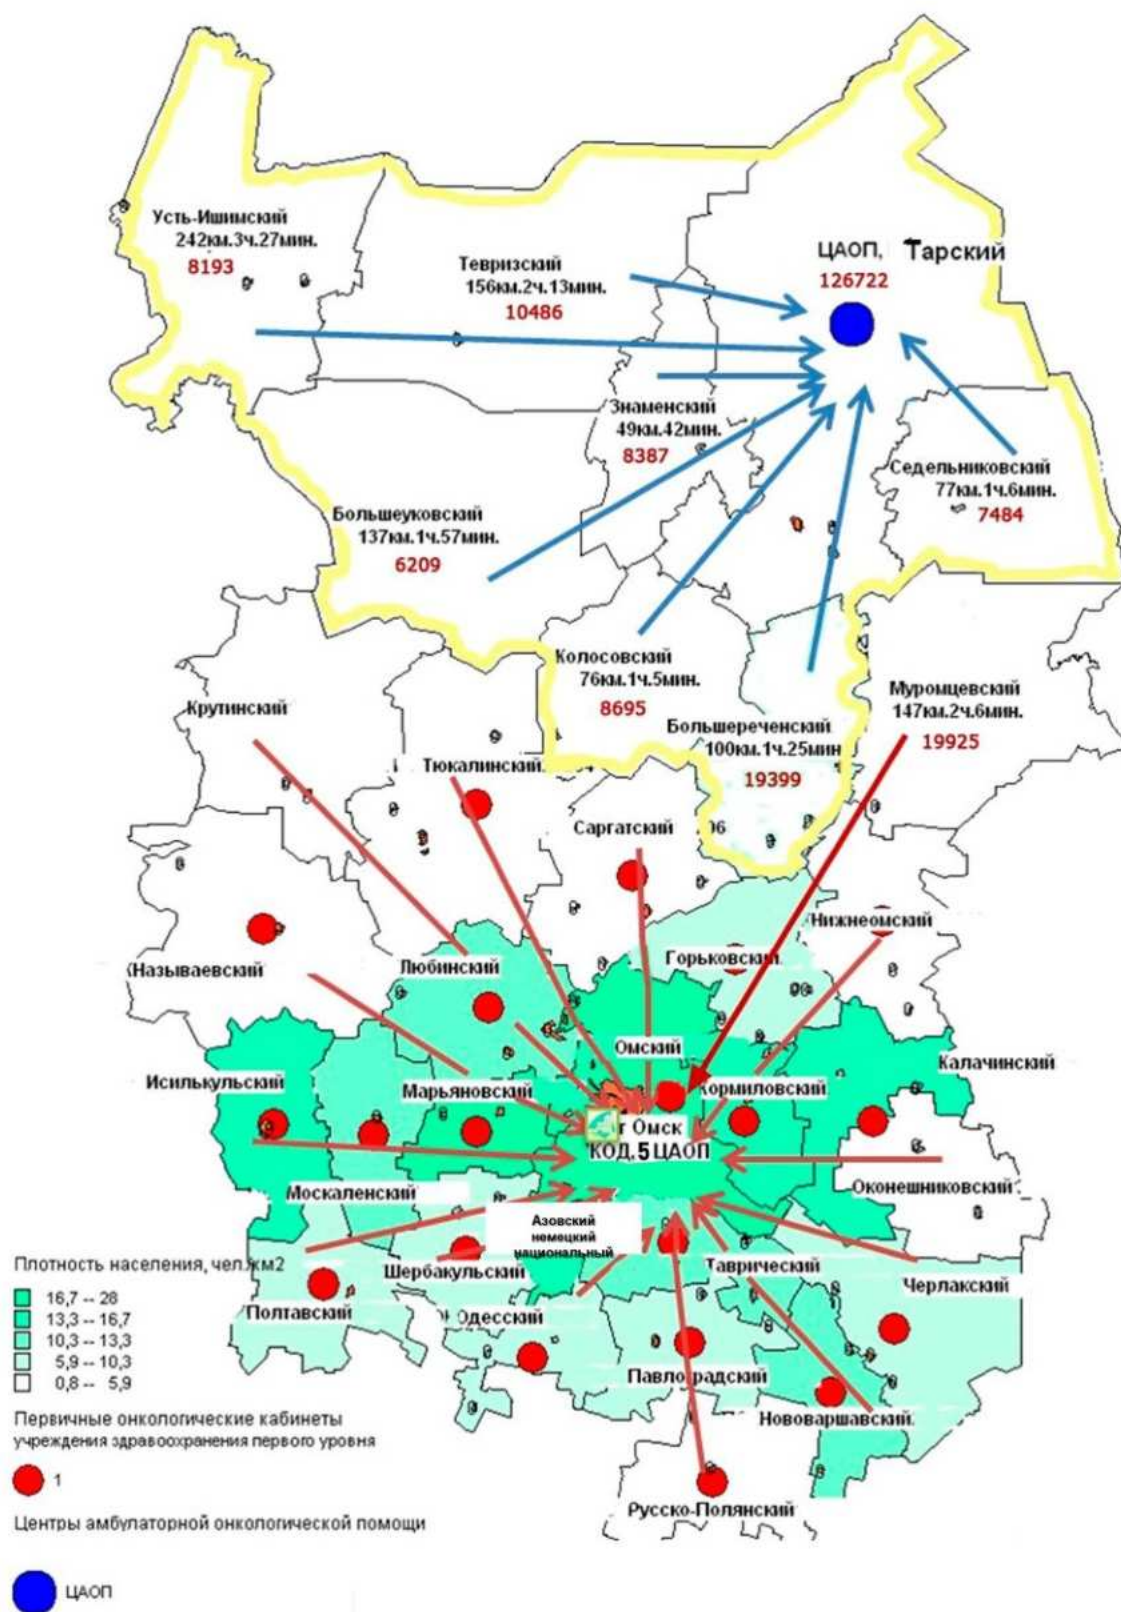 Усть-Ишимский
242км.3ч.27мин.
8193
Тевризский
156км.2ч.13мин.
10486
ЦАОП, Тарский
126722
Знаменский
49км.42мин.
8387
Седельниковский
77км.1ч.6мин.
7484
Большеуковский
137км.1ч.57мин.
6209
Колосовский
76км.1ч.5мин.
8695
Большереченский
100км.1ч.25мин
19399
Муромцевский
147км.2ч.6мин.
19925
Крутинский
Тюкалинский
Саргатский
06
Нижнеомский
Называевский
Любинский
Горьковский
Омский
Калачинский
Исилькульский
Марьяновский
Кормиловский
г Омск
КОД, 5 ЦАОП
Москаленский
Оконешниковский
Азовский
немецкий
национальный
Шербакульский
Таврический
Черлакский
Полтавский
Одесский
Павлоградский
Нововаршавский
Русско-Полянский
Плотность населения, чел./км2
16,7 -- 28
13,3 -- 16,7
10,3 -- 13,3
5,9 -- 10,3
0,8 -- 5,9
Первичные онкологические кабинеты
учреждения здравоохранения первого уровня
1
Центры амбулаторной онкологической помощи
ЦАОП